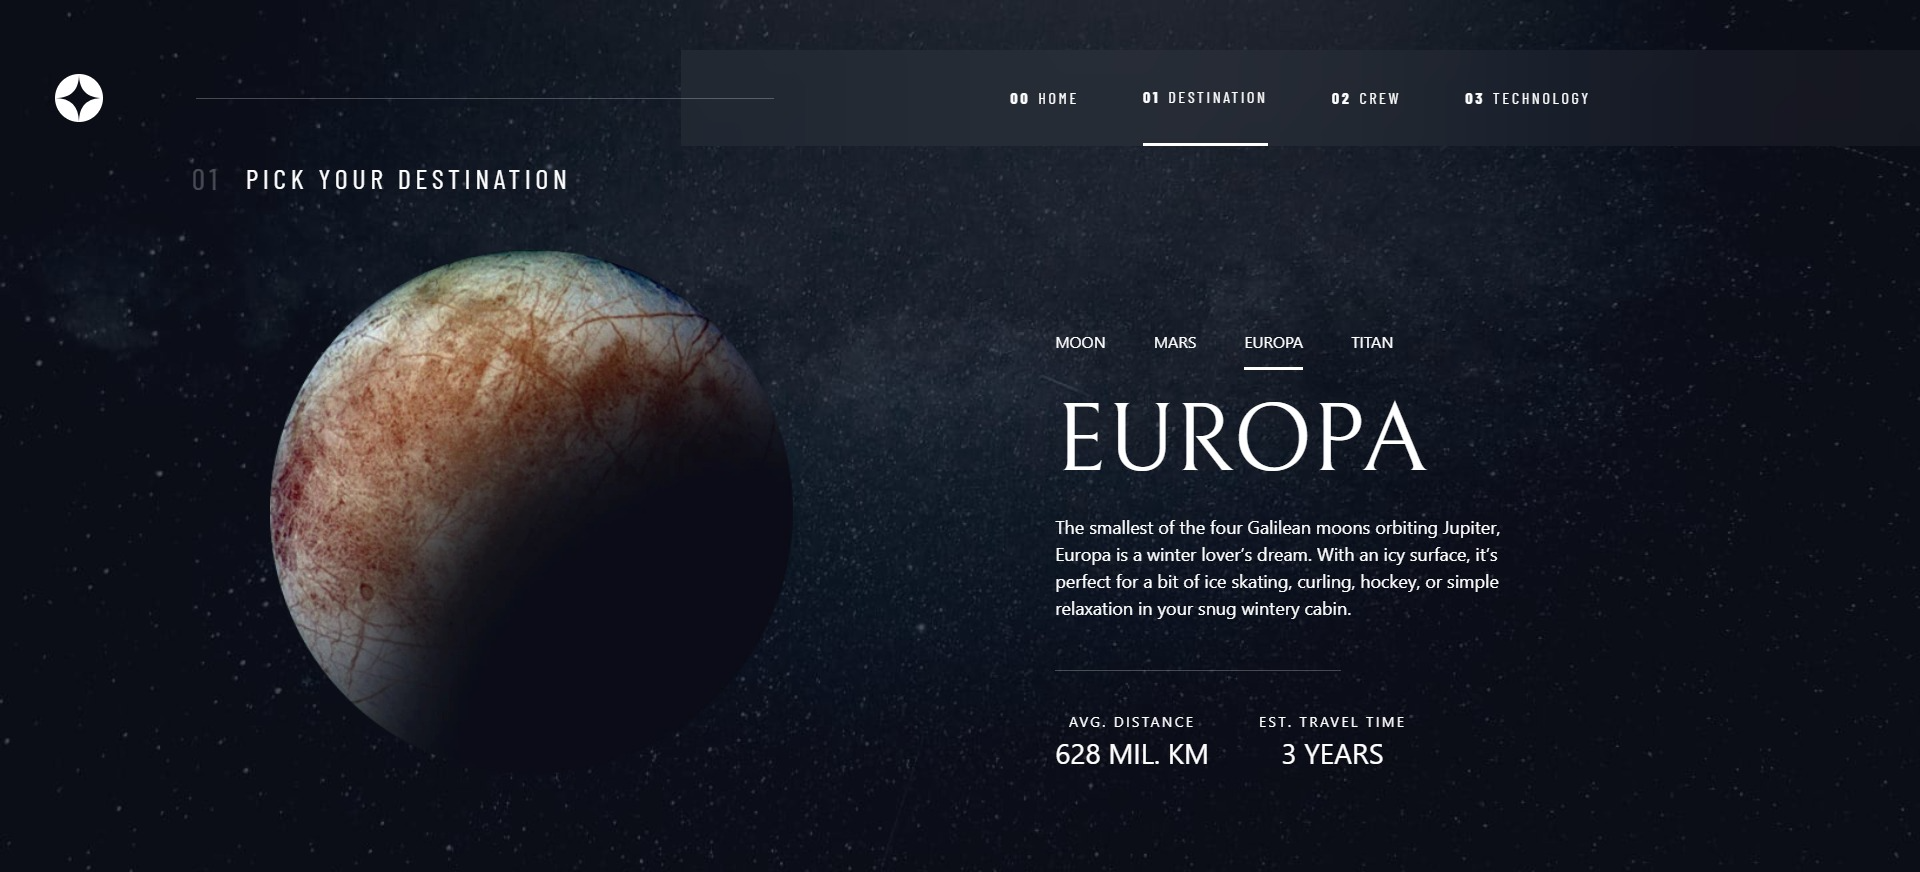 00 HOME 01 DESTINATION 02 CREW 03 TECHNOLOGY
01 PICK YOUR DESTINATION
MOON MARS EUROPA TITAN
EUROPA
The smallest of the four Galilean moons orbiting Jupiter,
Europa is a winter lover’s dream. With an icy surface, it’s
perfect for a bit of ice skating, curling, hockey, or simple
relaxation in your snug wintery cabin.
AVG. DISTANCE EST. TRAVEL TIME
628 MIL. KM 3 YEARS